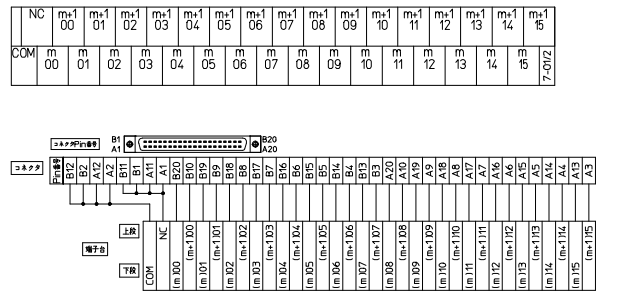 NC m+1 00 m+1 01 m+1 02 m+1 03 m+1 04 m+1 05 m+1 06 m+1 07 m+1 08 m+1 09 m+1 10 m+1 11 m+1 12 m+1 13 m+1 14 m+1 15
COM m 00 m 01 m 02 m 03 m 04 m 05 m 06 m 07 m 08 m 09 m 10 m 11 m 12 m 13 m 14 m 15 7-01/2
コネクタPin番号 B1 B20
A1 A20
コネクタ Pin番号 B12 B2 A12 A2 B11 B1 A11 A1 B20 B10 B19 B9 B18 B8 B17 B7 B16 B6 B15 B5 B14 B4 B13 B3 A20 A10 A19 A9 A18 A8 A17 A7 A16 A6 A15 A5 A14 A4 A13 A3
上段 NC (m+1)00 (m+1)01 (m+1)02 (m+1)03 (m+1)04 (m+1)05 (m+1)06 (m+1)07 (m+1)08 (m+1)09 (m+1)10 (m+1)11 (m+1)12 (m+1)13 (m+1)14 (m+1)15
端子台
下段 COM (m)00 (m)01 (m)02 (m)03 (m)04 (m)05 (m)06 (m)07 (m)08 (m)09 (m)10 (m)11 (m)12 (m)13 (m)14 (m)15